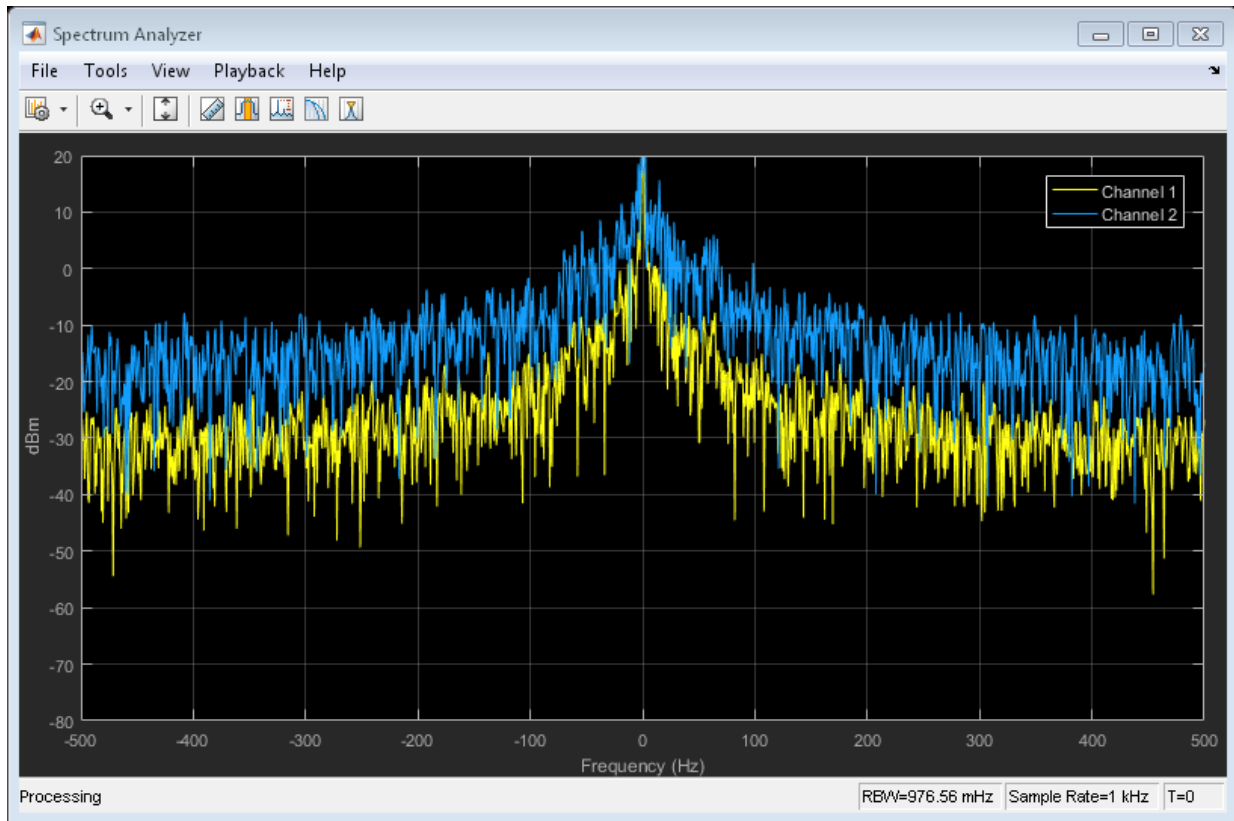 Spectrum Analyzer
File Tools View Playback Help
20
10
0
-10
-20
-30
-40
-50
-60
-70
-80
dBm
Channel 1
Channel 2
-500 -400 -300 -200 -100 0 100 200 300 400 500
Frequency (Hz)
Processing RBW=976.56 mHz Sample Rate=1 kHz T=0